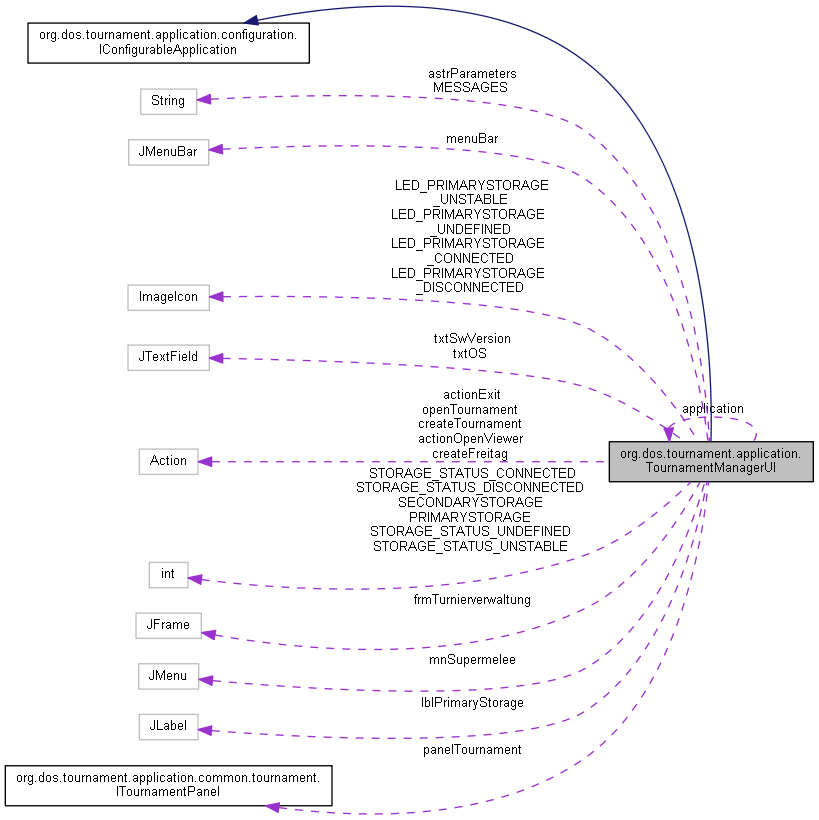 org.dos.tournament.application.configuration.
IConfigurableApplication
astrParameters
MESSAGES
String
menuBar
JMenuBar
LED_PRIMARYSTORAGE
_UNSTABLE
LED_PRIMARYSTORAGE
_UNDEFINED
LED_PRIMARYSTORAGE
_CONNECTED
LED_PRIMARYSTORAGE
_DISCONNECTED
ImageIcon
txtSwVersion
txtOS
JTextField
actionExit
openTournament
createTournament
actionOpenViewer
createFreitag
Action
application
org.dos.tournament.application.
TournamentManagerUI
STORAGE_STATUS_CONNECTED
STORAGE_STATUS_DISCONNECTED
SECONDARYSTORAGE
PRIMARYSTORAGE
STORAGE_STATUS_UNDEFINED
STORAGE_STATUS_UNSTABLE
int
frmTurnierverwaltung
JFrame
mnSupermelee
JMenu
lblPrimaryStorage
JLabel
panelTournament
org.dos.tournament.application.common.tournament.
ITournamentPanel